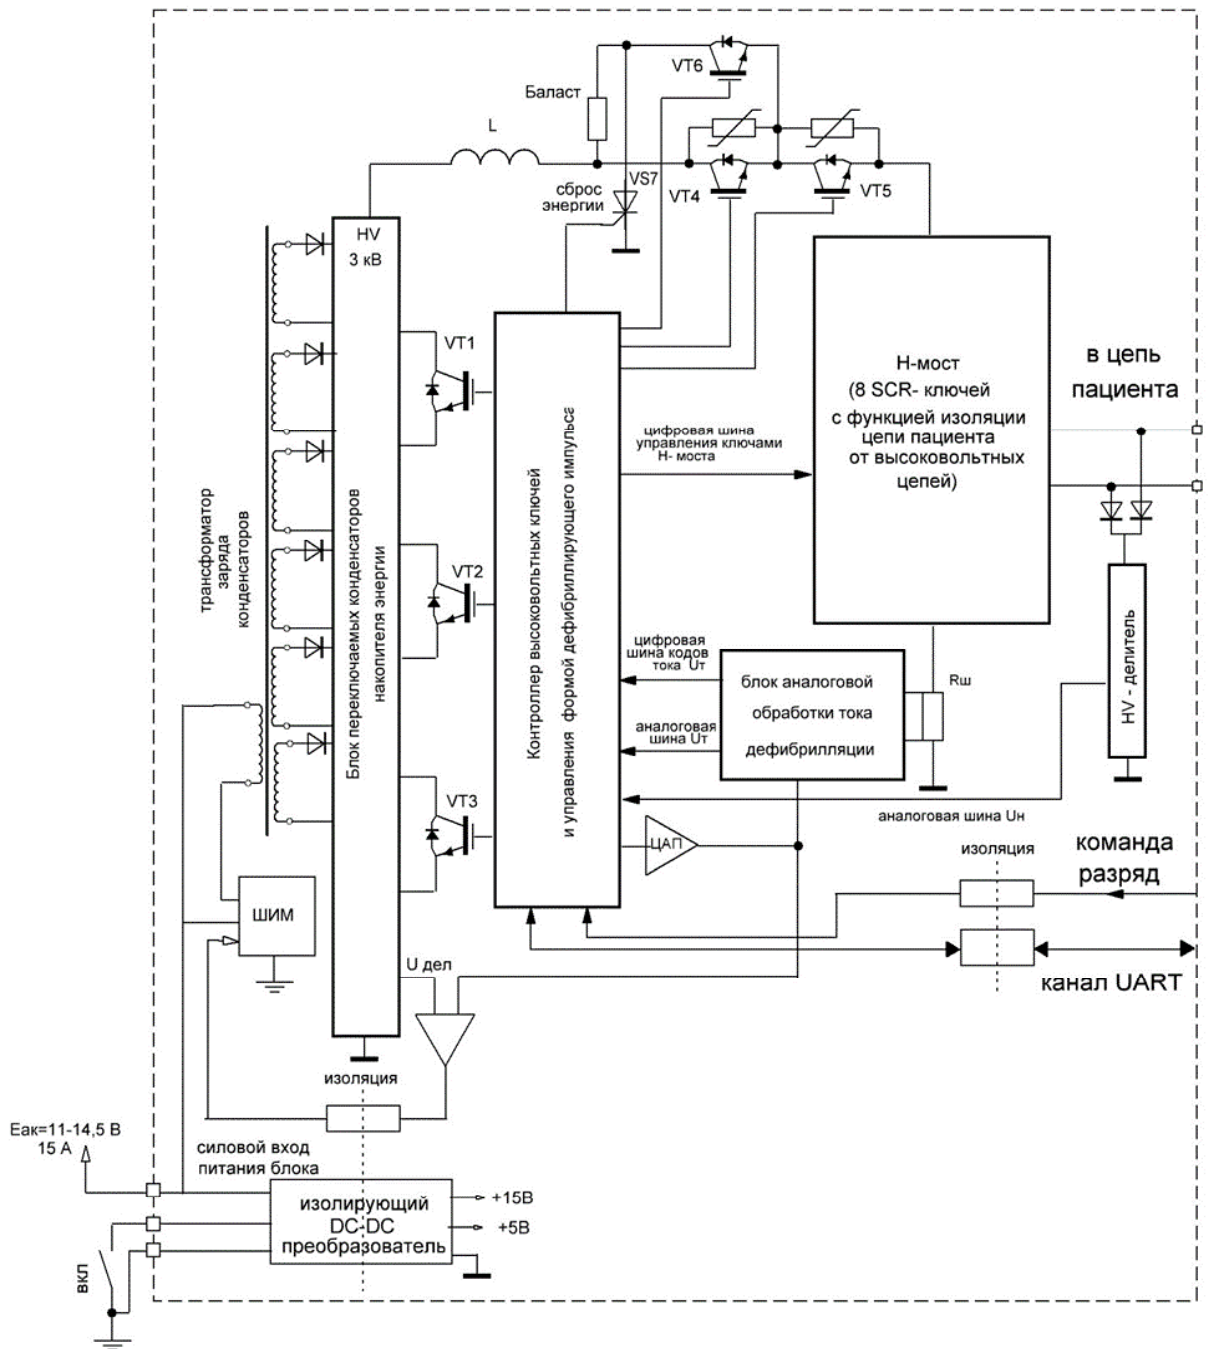 VT6
Баласт
L
VS7
сброс
энергии
VT4
VT5
HV
3 кВ
VT1
Н-мост
(8 SCR- ключей
с функцией изоляции
цепи пациента
от высоковольтных
цепей)
в цепь
пациента
цифровая шина
управления ключами
Н- моста
трансформатор
заряда
конденсаторов
Блок переключаемых конденсаторов
накопителя энергии
VT2
Контроллер высоковольтных ключей
и управления формой дефибриллирующего импульса
цифровая
шина кодов
тока Uт
блок аналоговой
обработки тока
дефибрилляции
Rш
HV - делитель
аналоговая
шина Uт
VT3
аналоговая шина Uн
ЦАП
изоляция
команда
разряд
ШИМ
U дел
канал UART
изоляция
Еак=11-14,5 В
15 А
силовой вход
питания блока
изолирующий
DC-DC
преобразователь
+15В
+5В
вкл